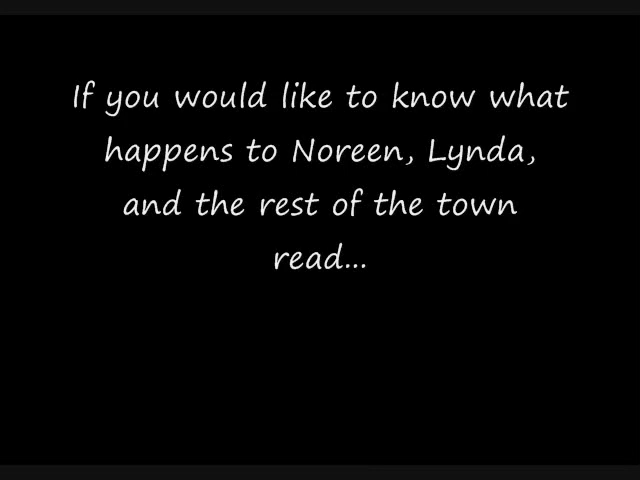 If you would like to know what
happens to Noreen, Lynda,
and the rest of the town
read...